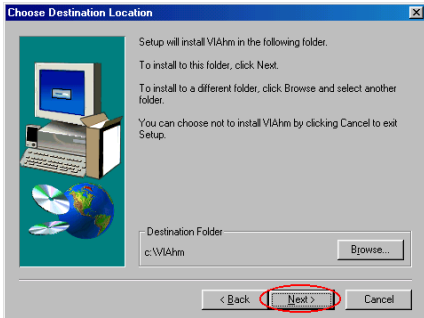 Choose Destination Location
Setup will install VIAhm in the following folder.
To install to this folder, click Next.
To install to a different folder, click Browse and select another
folder.
You can choose not to install VIAhm by clicking Cancel to exit
Setup.
Destination Folder
c:\VIAhm
Browse...
< Back
Next >
Cancel